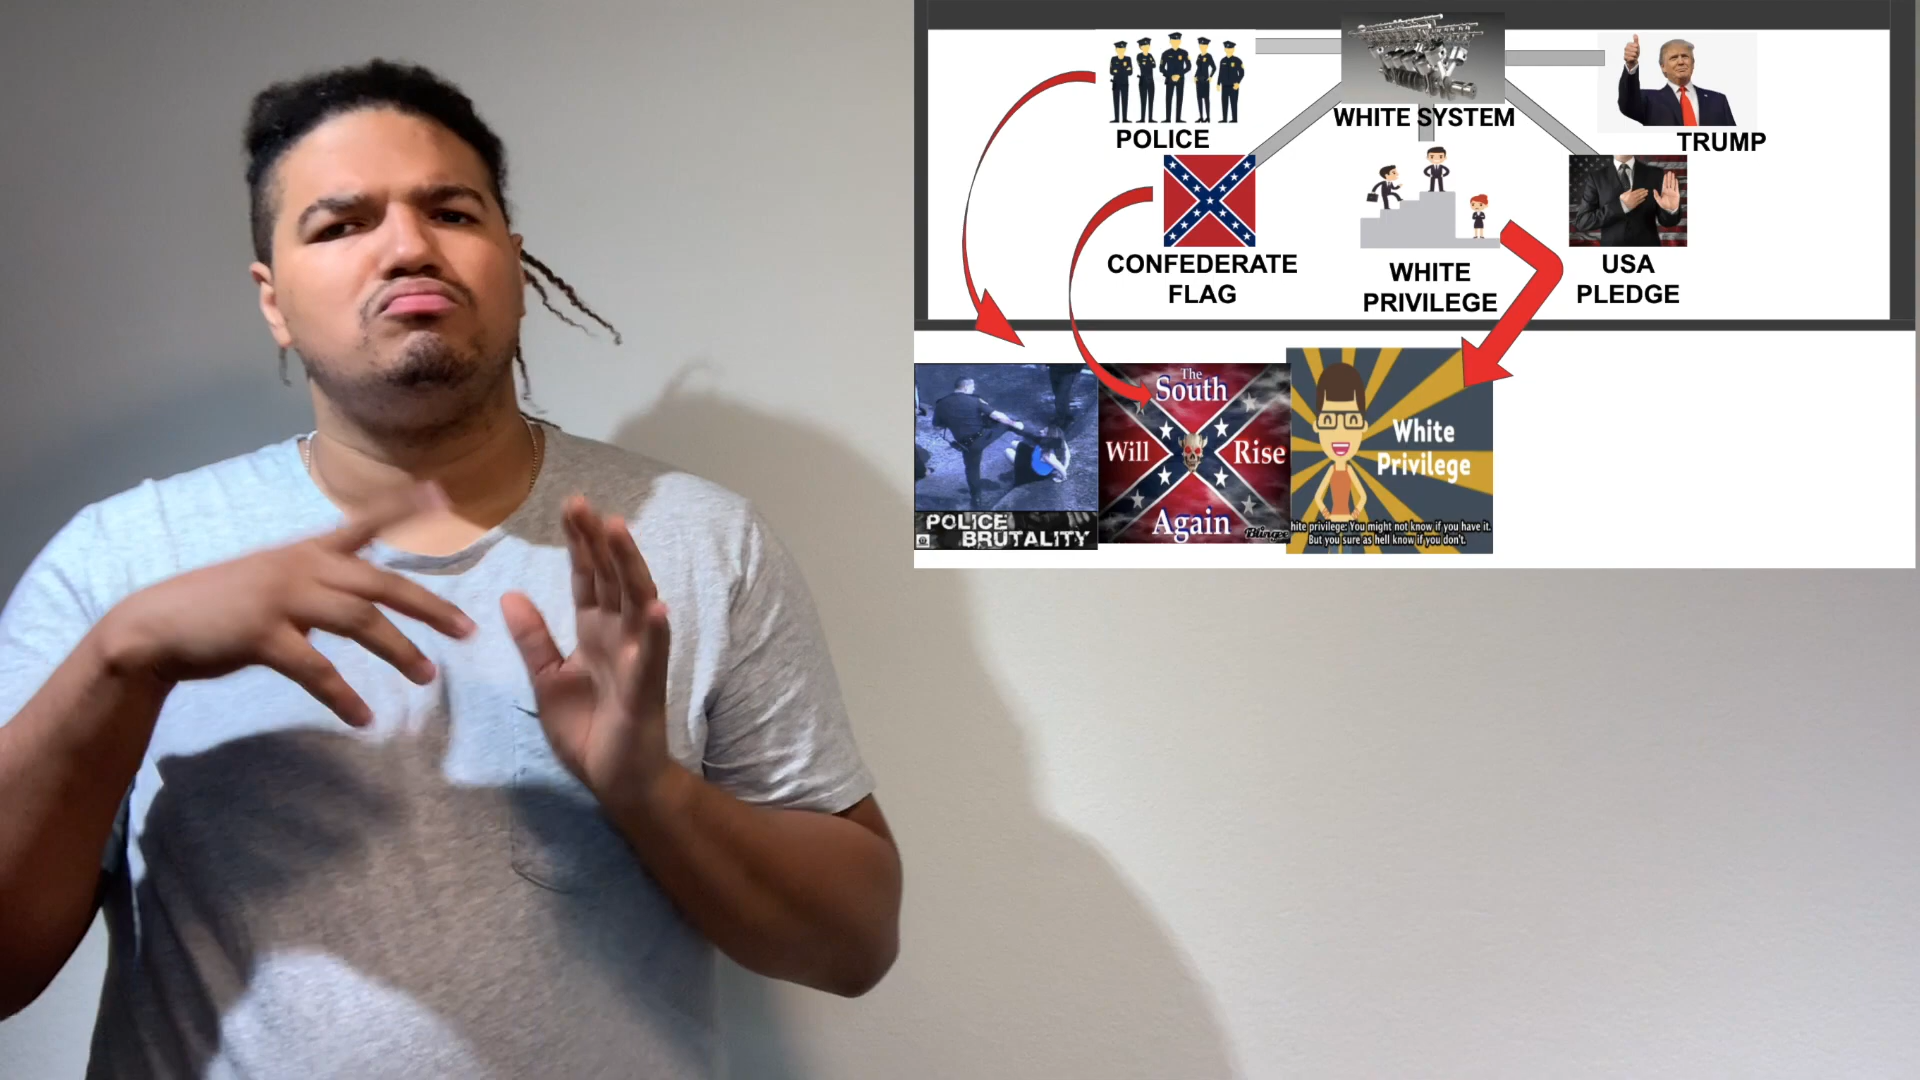 WHITE SYSTEM
POLICE
TRUMP
CONFEDERATE
FLAG
WHITE
PRIVILEGE
USA
PLEDGE
POLICE
BRUTALITY
The
South
Will Rise
Again
Blingee
White
Privilege
hite privilege: You might not know if you have it.
But you sure as hell know if you don't.